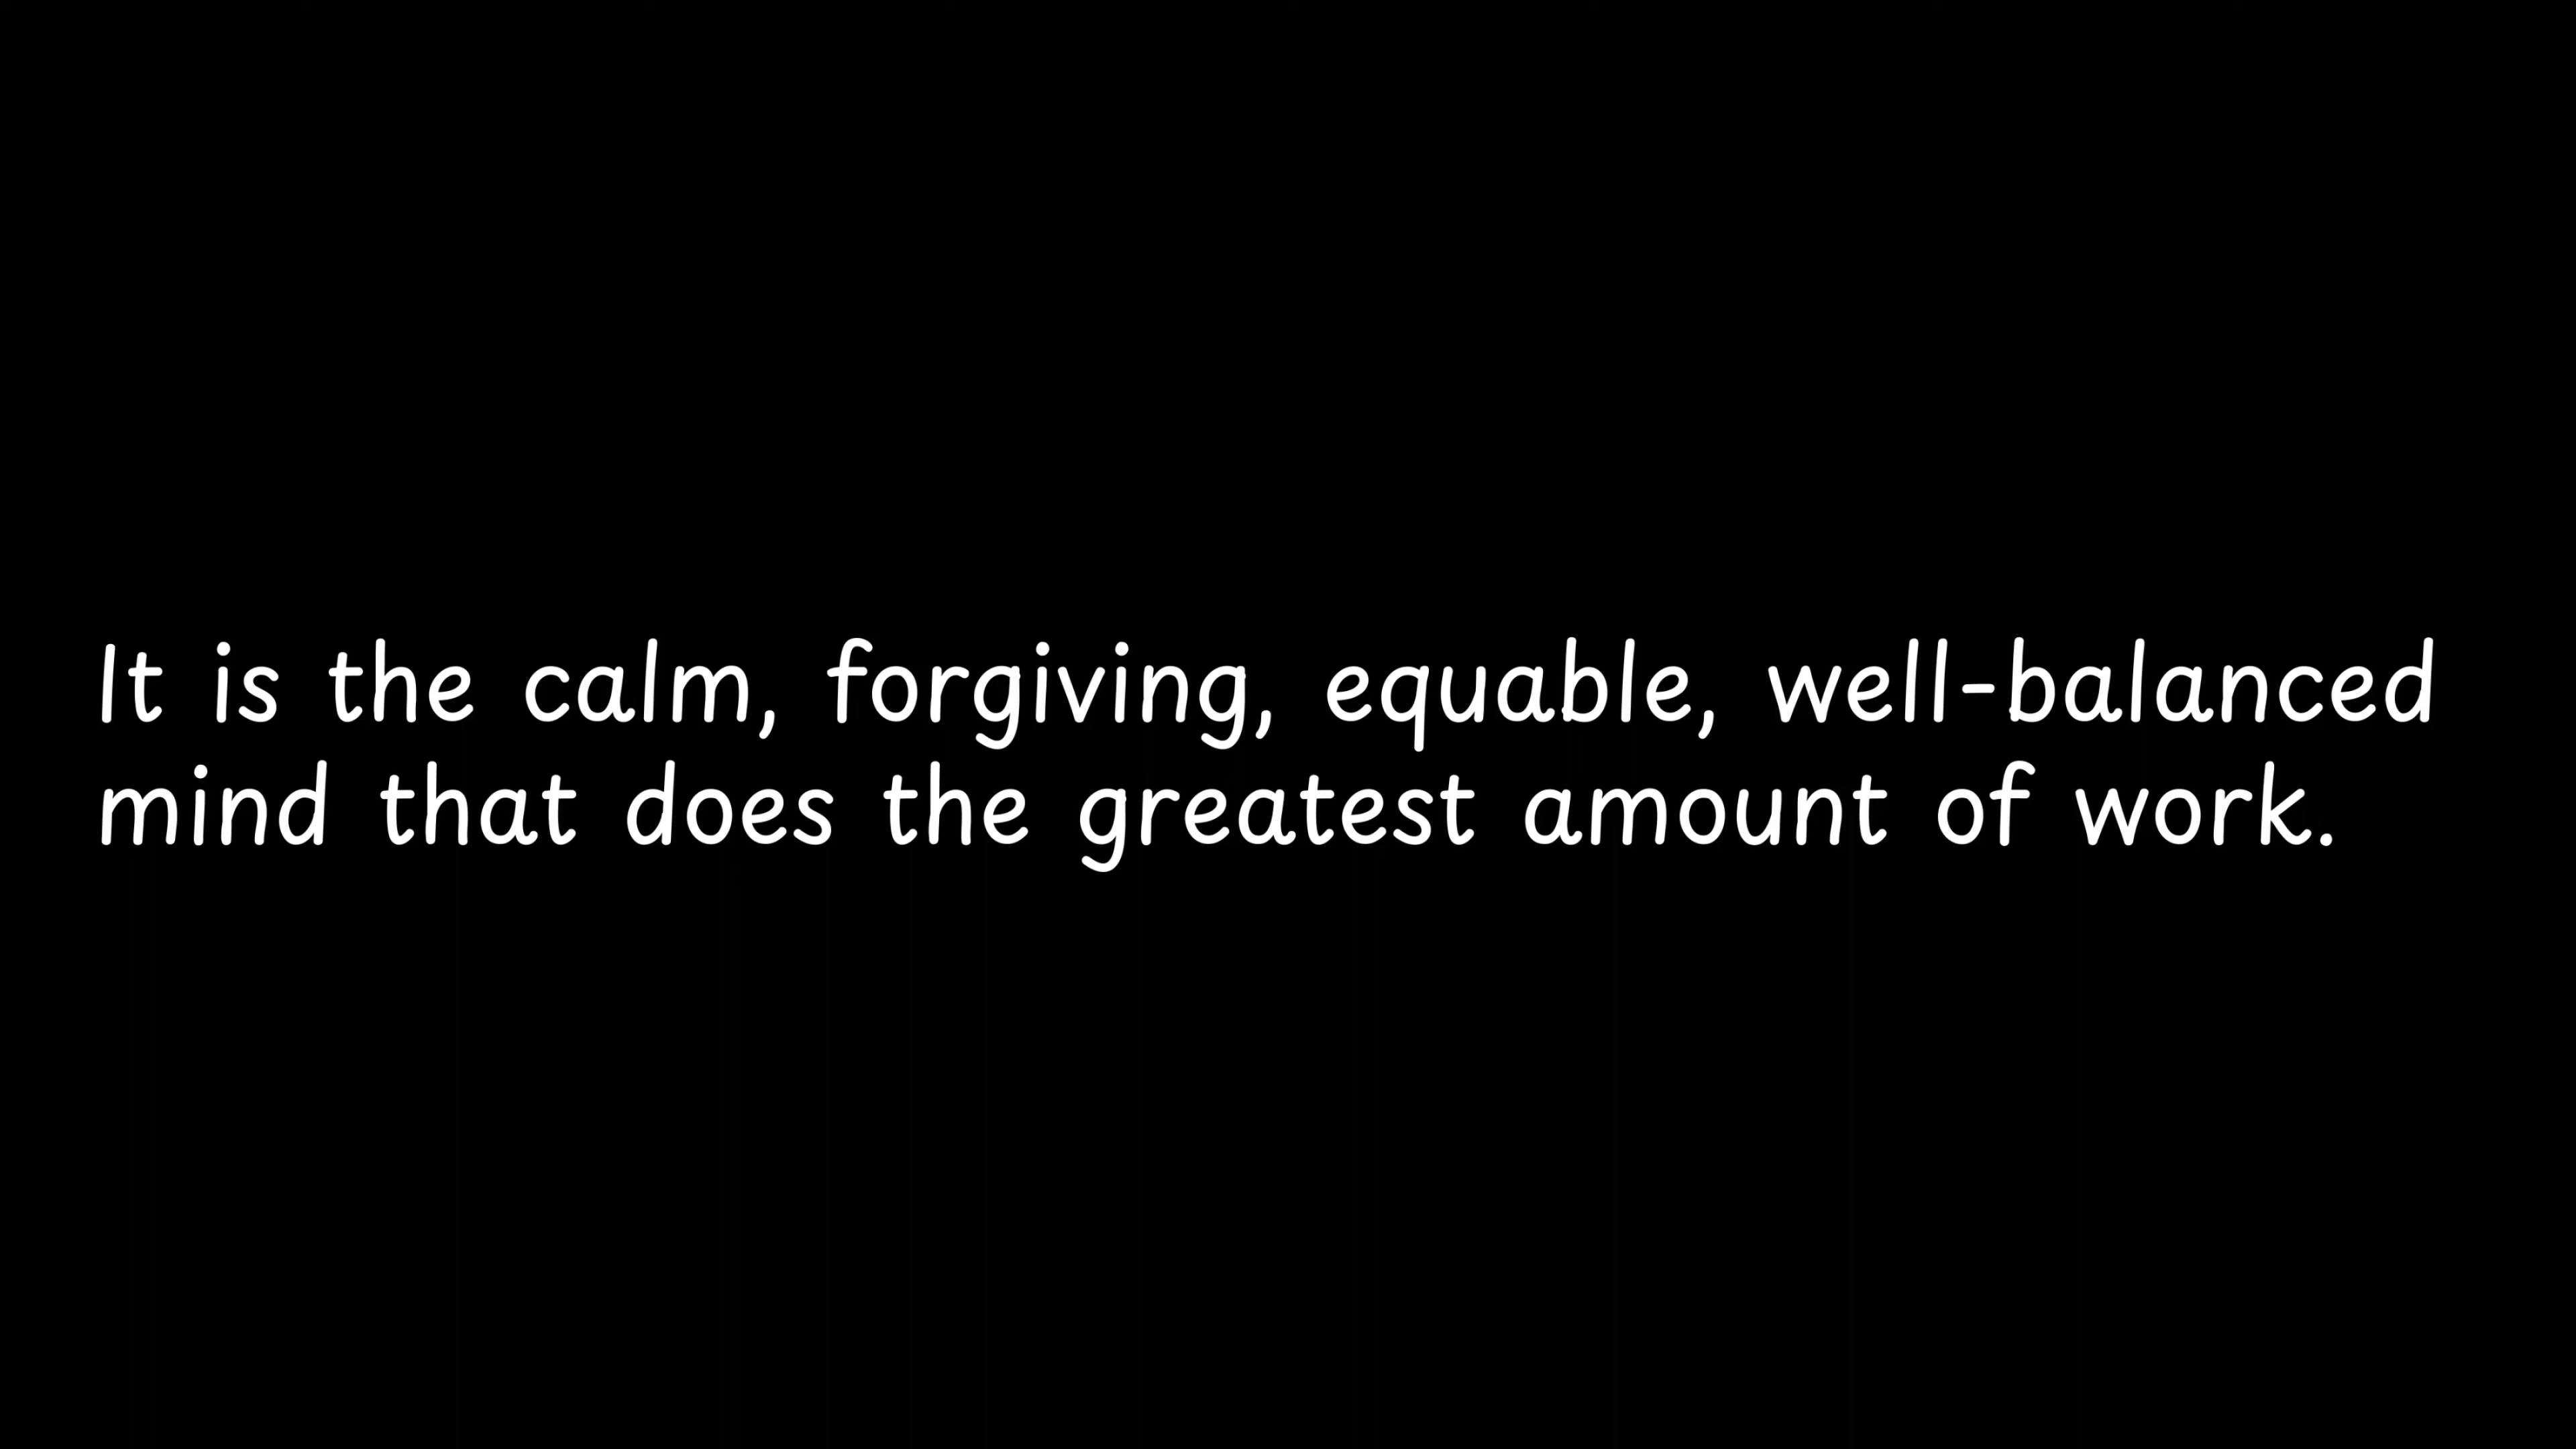 It is the calm, forgiving, equable, well-balanced
mind that does the greatest amount of work.